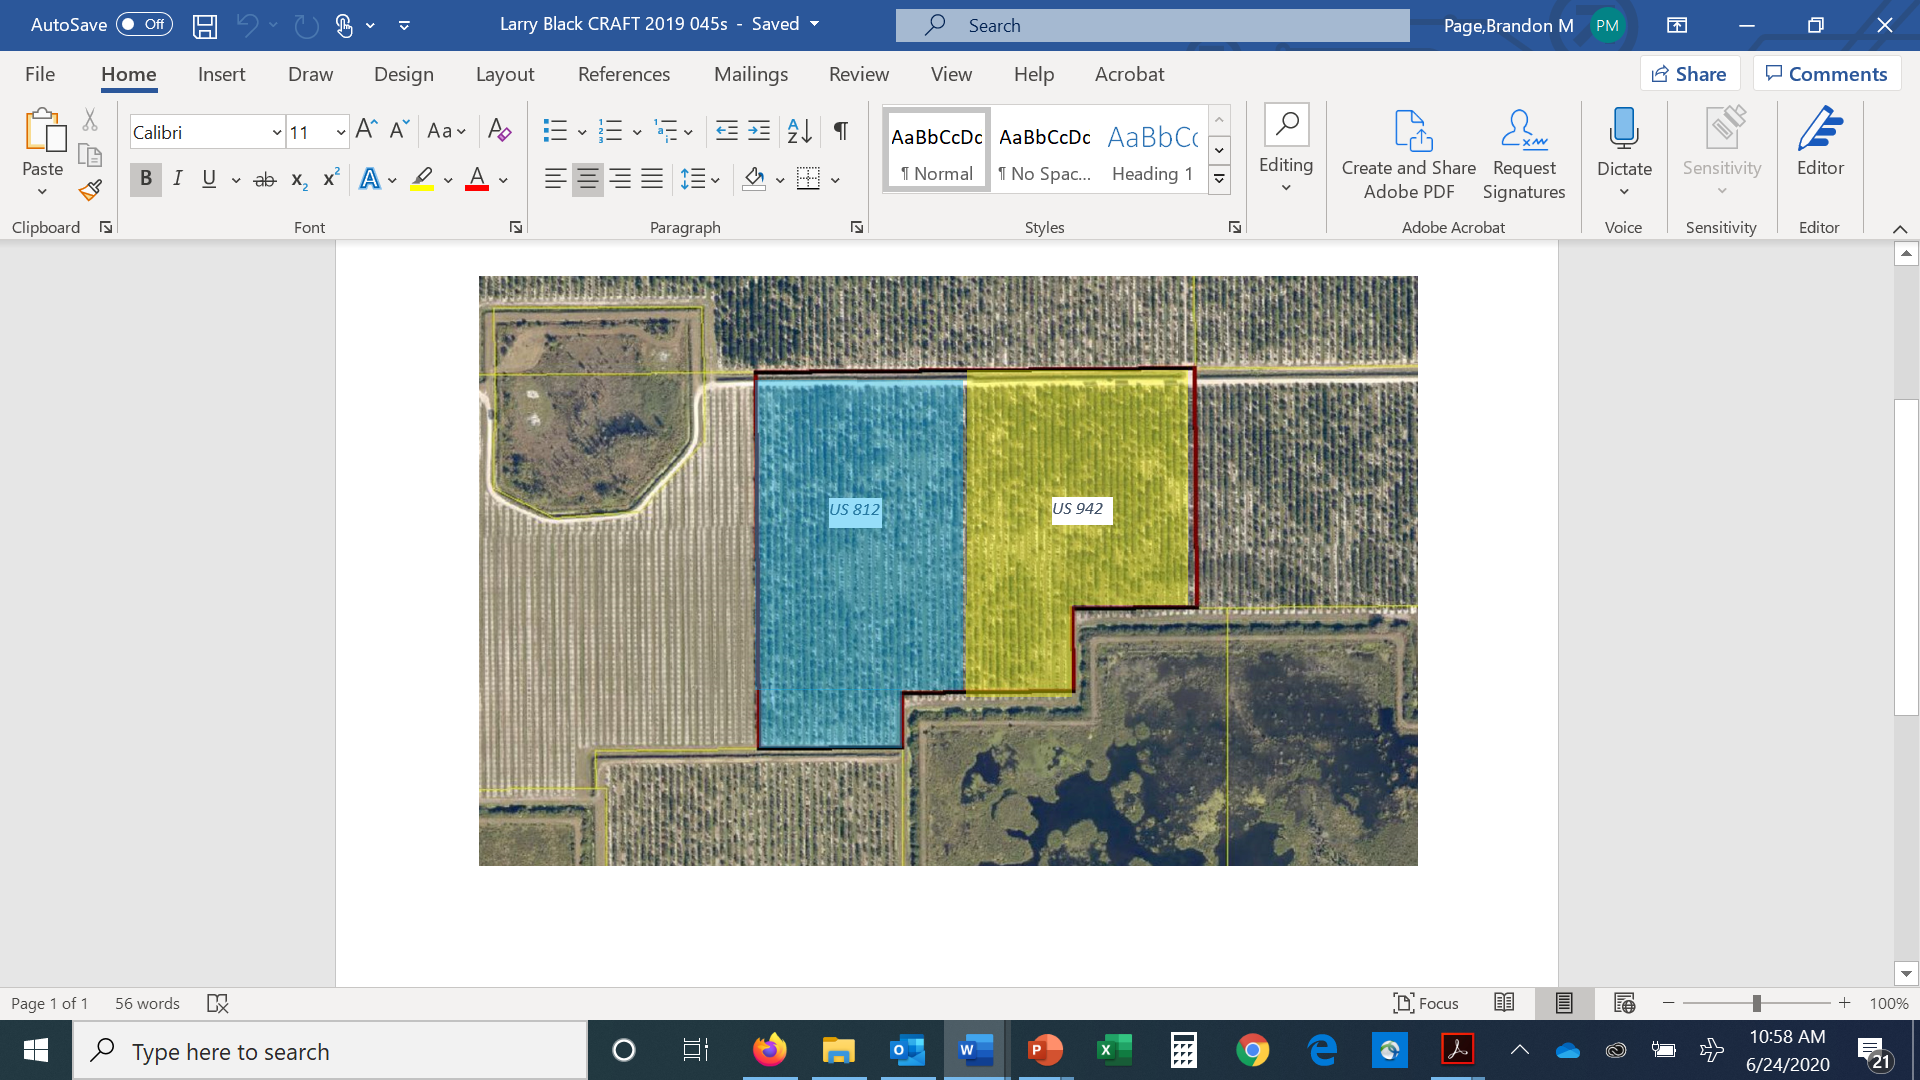 AutoSave Off Larry Black CRAFT 2019 045s - Saved Search Page,Brandon M PM
File Home Insert Draw Design Layout References Mailings Review View Help Acrobat Share Comments
Calibri 11 Aa AaBbCcDc AaBbCcDc AaBbCc
Paste B I U ab x₂ x² A A ¶ Normal ¶ No Spac... Heading 1 Editing Create and Share Adobe PDF Request Signatures Dictate Sensitivity Editor
Clipboard Font Paragraph Styles Adobe Acrobat Voice Sensitivity Editor
US 812 US 942
Page 1 of 1 56 words Focus 100%
Type here to search 10:58 AM
6/24/2020 21